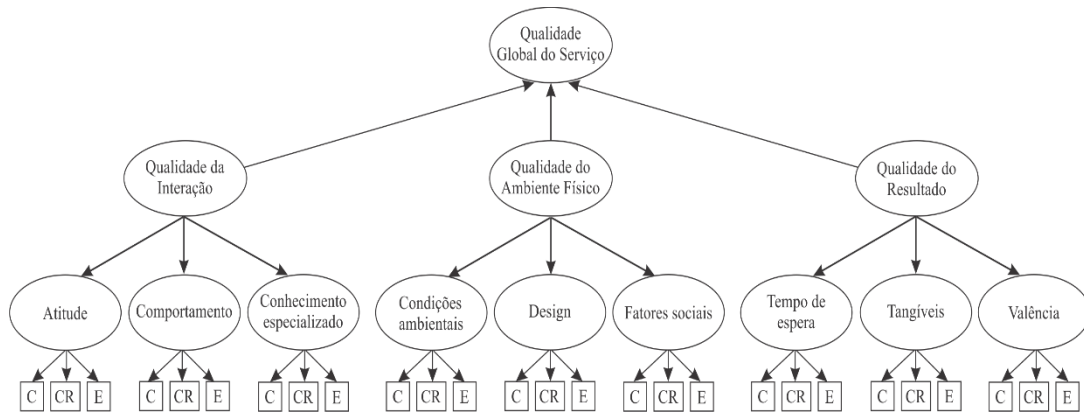 Qualidade
Global do Serviço
Qualidade da
Interação
Qualidade do
Ambiente Físico
Qualidade do
Resultado
Atitude
Comportamento
Conhecimento
especializado
Condições
ambientais
Design
Fatores sociais
Tempo de
espera
Tangíveis
Valência
C CR E C CR E C CR E C CR E C CR E C CR E C CR E C CR E C CR E